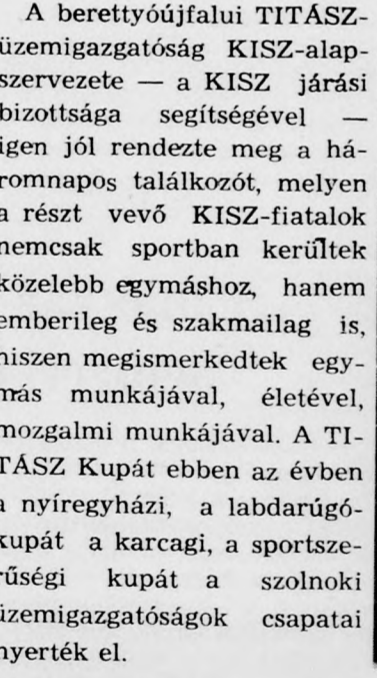 A berettyóújfalui TITÁSZ-
üzemigazgatóság KISZ-alap-
szervezete — a KISZ járási
bizottsága segítségével —
igen jól rendezte meg a há-
romnapos találkozót, melyen
a részt vevő KISZ-fiatalok
nemcsak sportban kerültek
közelebb egymáshoz, hanem
emberileg és szakmailag is,
hiszen megismerkedtek egy-
más munkájával, életével,
mozgalmi munkájával. A TI-
TÁSZ Kupát ebben az évben
a nyíregyházi, a labdarúgó-
kupát a karcagi, a sportsze-
rűségi kupát a szolnoki
üzemigazgatóságok csapatai
nyerték el.